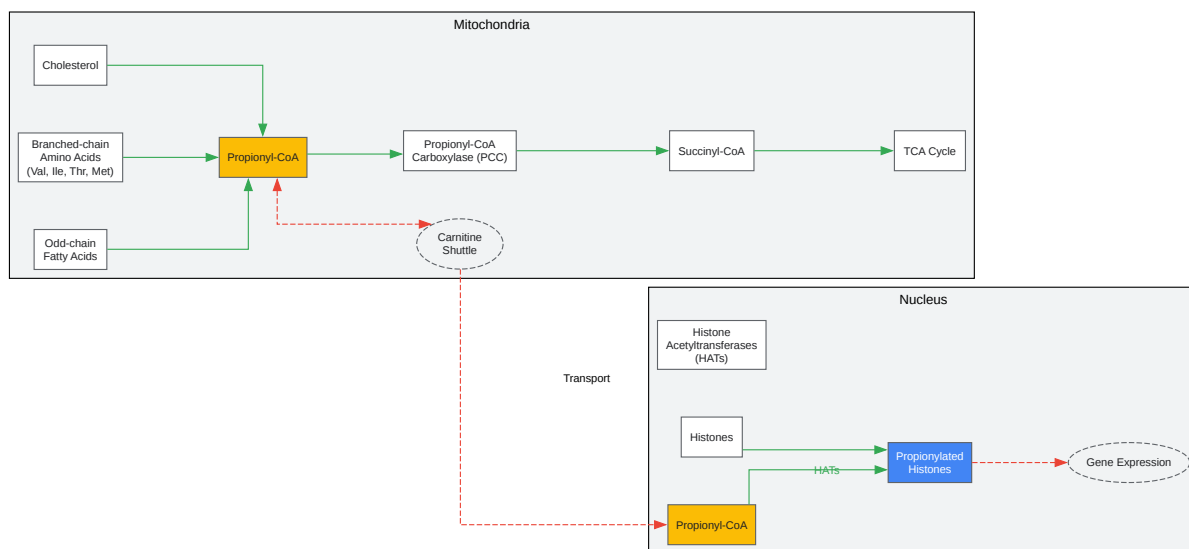 Mitochondria
Cholesterol
Branched-chain
Amino Acids
(Val, Ile, Thr, Met)
Propionyl-CoA
Propionyl-CoA
Carboxylase (PCC)
Succinyl-CoA
TCA Cycle
Odd-chain
Fatty Acids
Carnitine
Shuttle
Nucleus
Histone
Acetyltransferases
(HATs)
Transport
Histones
Propionylated
Histones
Gene Expression
HATs
Propionyl-CoA